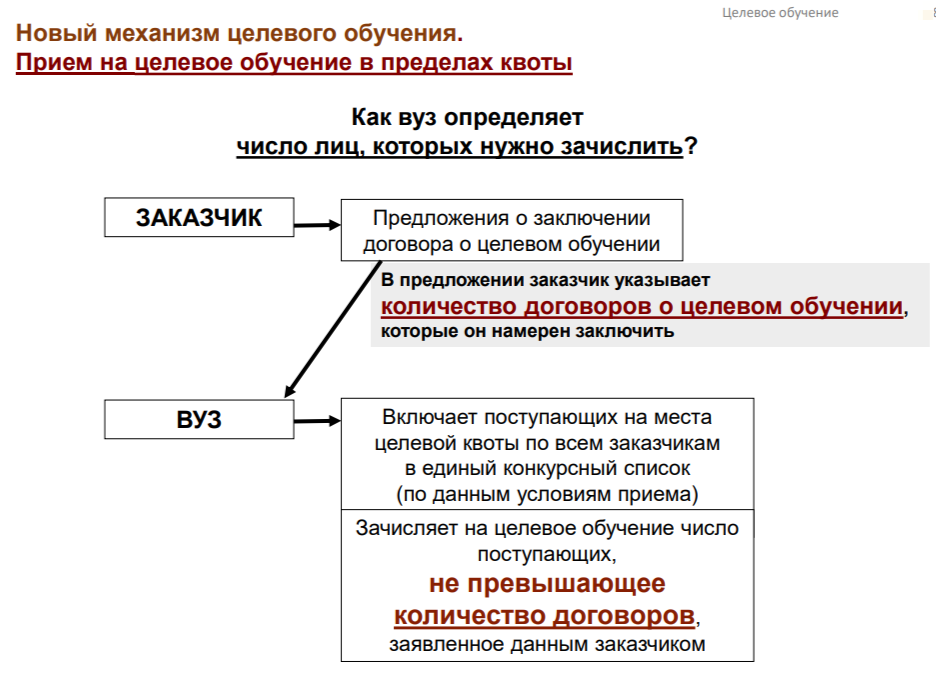 Целевое обучение
Новый механизм целевого обучения.
Прием на целевое обучение в пределах квоты
Как вуз определяет
число лиц, которых нужно зачислить?
ЗАКАЗЧИК
Предложения о заключении
договора о целевом обучении
В предложении заказчик указывает
количество договоров о целевом обучении,
которые он намерен заключить
ВУЗ
Включает поступающих на места
целевой квоты по всем заказчикам
в единый конкурсный список
(по данным условиям приема)
Зачисляет на целевое обучение число
поступающих,
не превышающее
количество договоров,
заявленное данным заказчиком